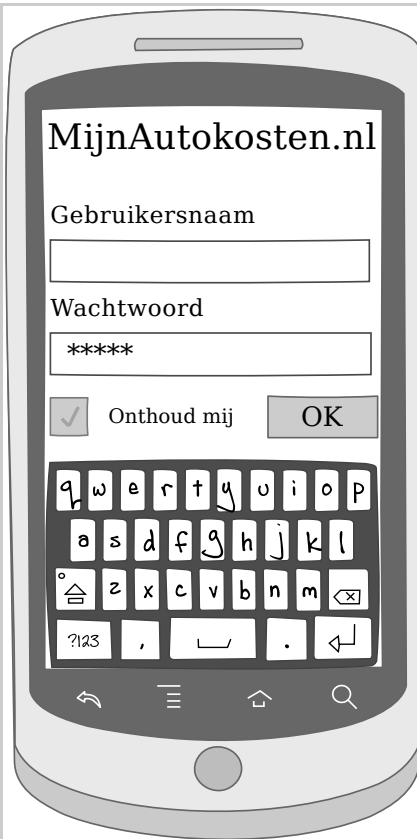 MijnAutokosten.nl
Gebruikersnaam
Wachtwoord
*****
Onthoud mij OK
q w e r t y u i o p
a s d f g h j k l
z x c v b n m
?123 , .